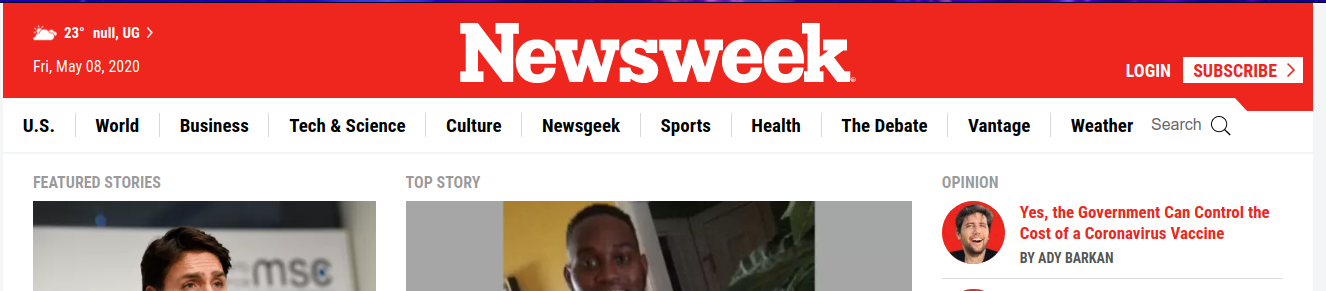 23° null, UG
Fri, May 08, 2020
Newsweek
LOGIN SUBSCRIBE
U.S. World Business Tech & Science Culture Newsgeek Sports Health The Debate Vantage Weather Search
FEATURED STORIES
TOP STORY
OPINION
msc
Yes, the Government Can Control the
Cost of a Coronavirus Vaccine
BY ADY BARKAN